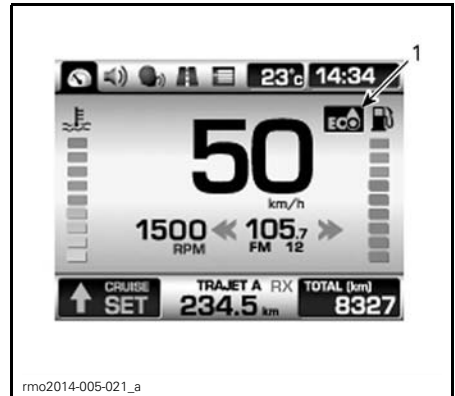 1
23°c 14:34
ECO
50
km/h
1500 105.7
RPM FM 12
CRUISE TRAJET A RX TOTAL (km)
SET 234.5 km 8327
rmo2014-005-021_a